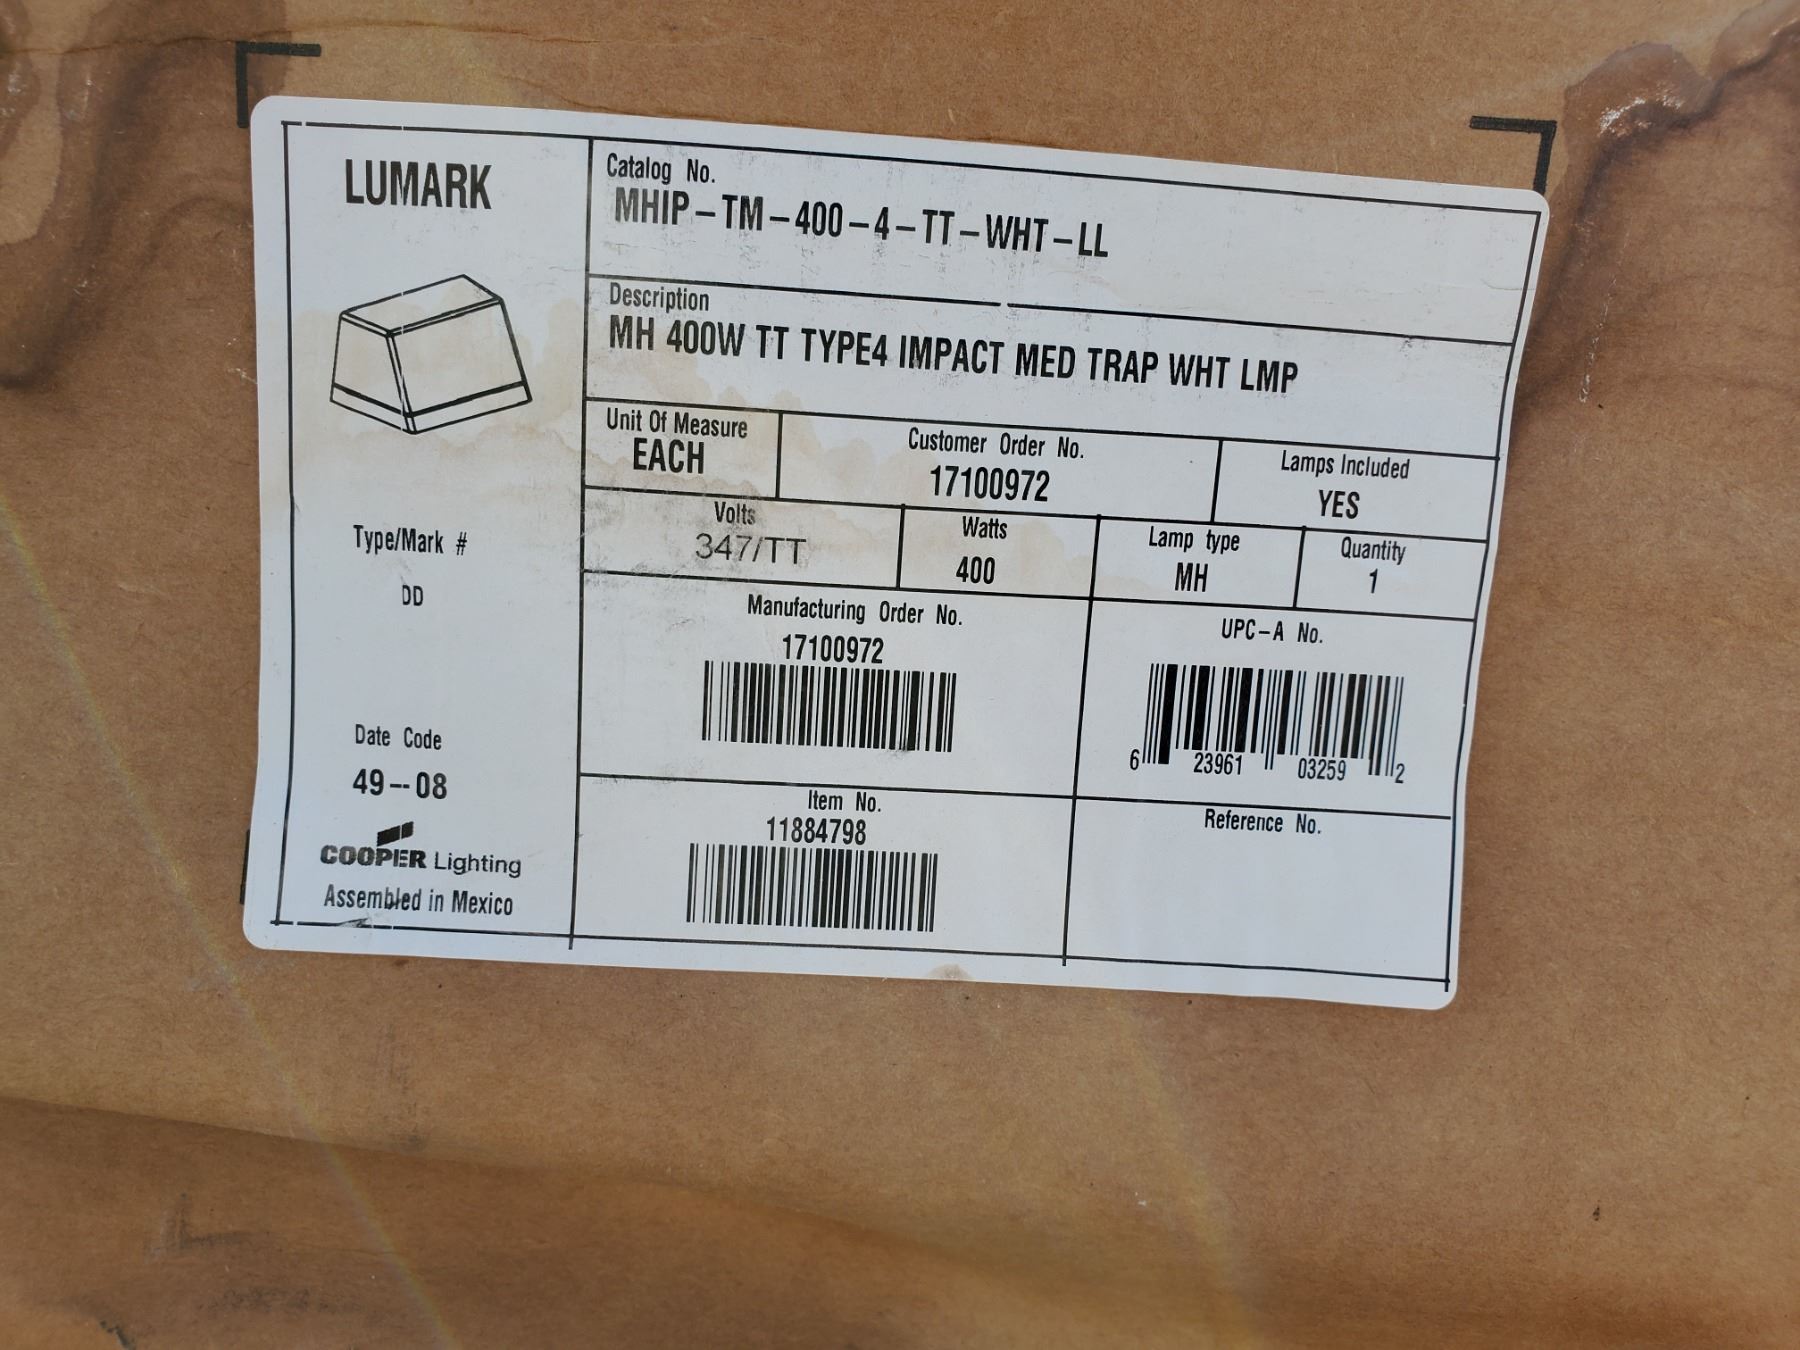 LUMARK
Catalog No.
MHIP-TM-400-4-TT-WHT-LL
Description
MH 400W TT TYPE4 IMPACT MED TRAP WHT LMP
Unit Of Measure
EACH
Customer Order No.
17100972
Lamps Included
YES
Volts
347/TT
Watts
400
Lamp type
MH
Quantity
1
Type/Mark #
DD
Manufacturing Order No.
17100972
UPC-A No.
6 23961 03259 2
Date Code
49--08
Item No.
11884798
Reference No.
COOPER Lighting
Assembled in Mexico